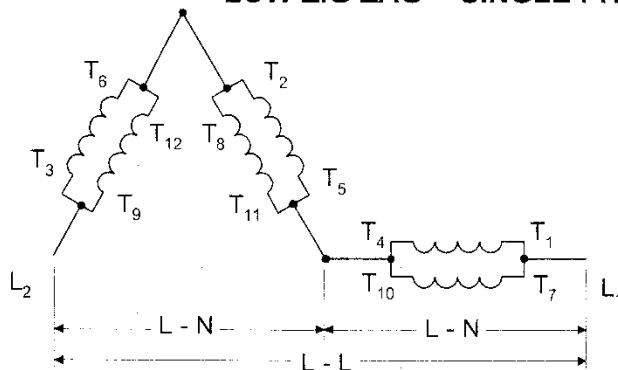 T₆
T₂
T₁₂
T₈
T₃
T₅
T₉
T₁₁
T₄
T₁
T₁₀
T₇
L₂
L - N
L - N
L - L